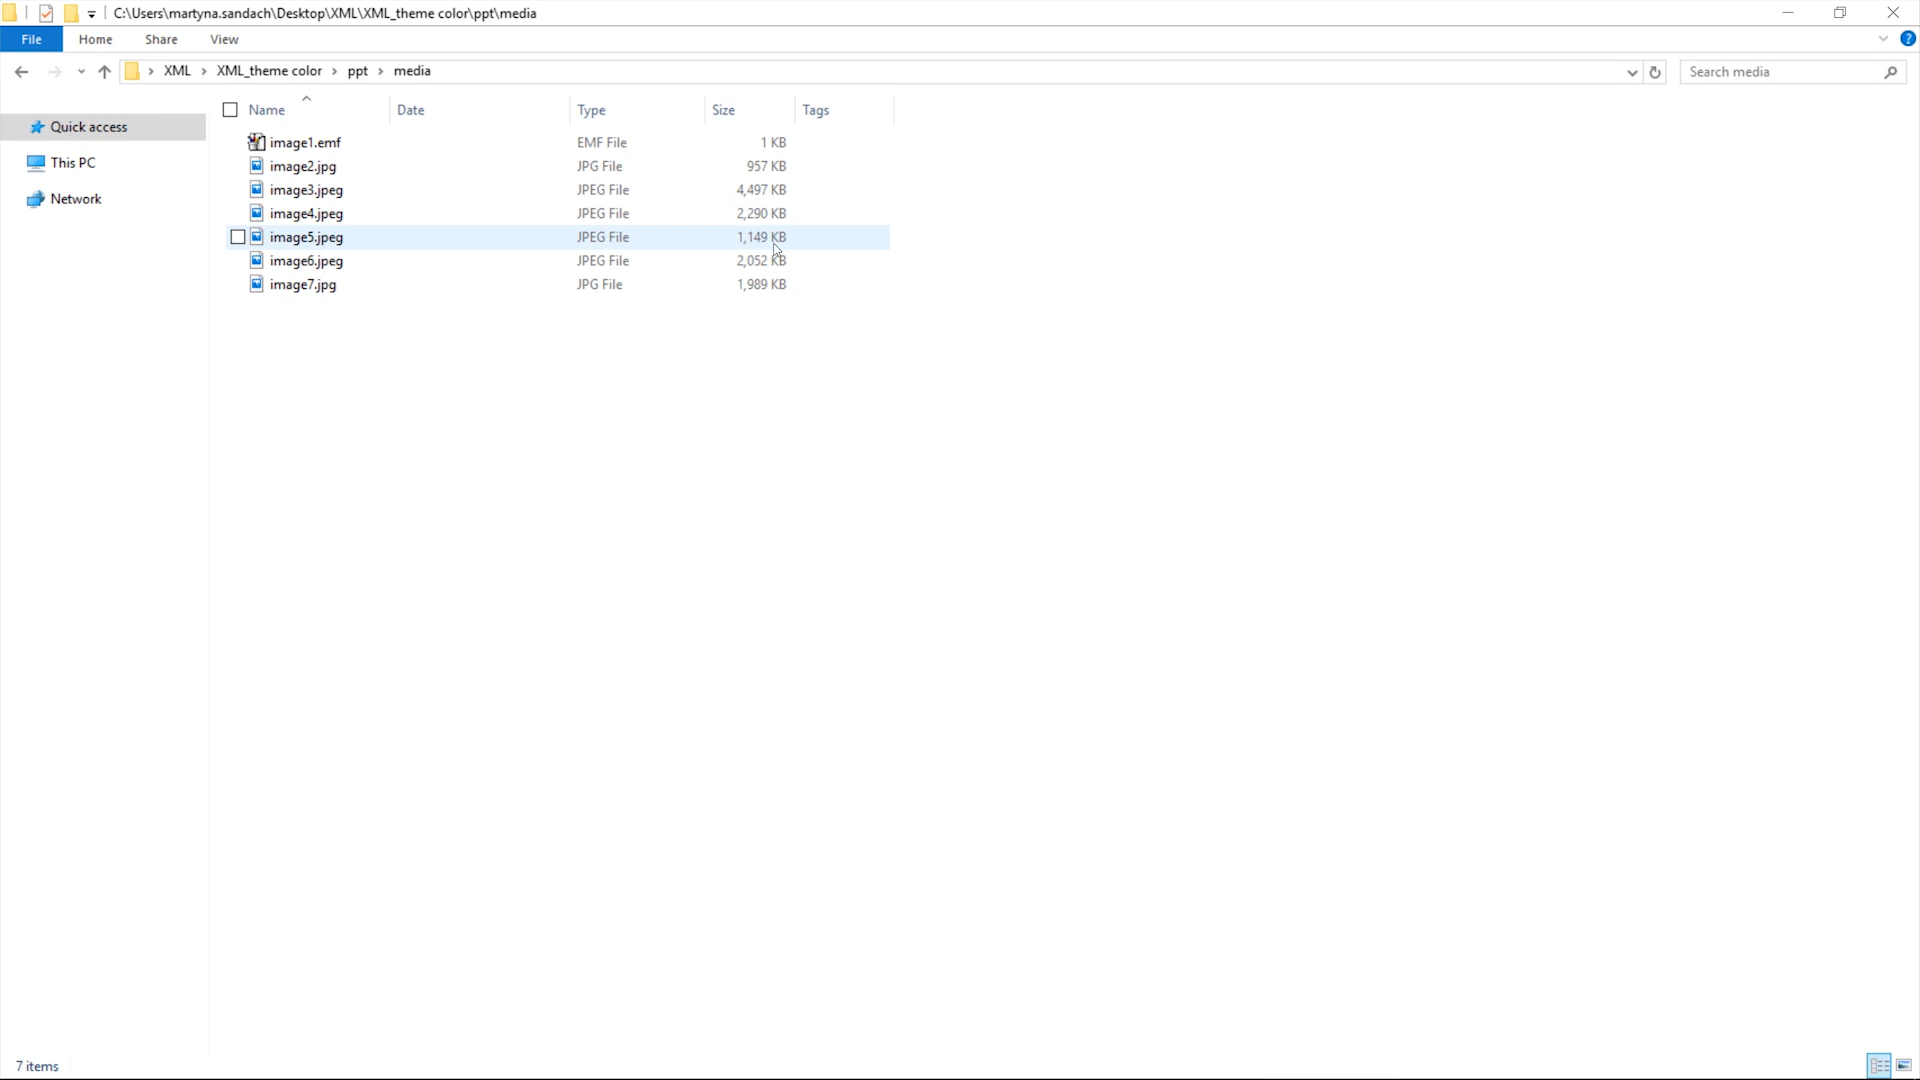 C:\Users\martyna.sandach\Desktop\XML\XML_theme color\ppt\media
File Home Share View
XML XML_theme color ppt media Search media
Name Date Type Size Tags
Quick access
This PC
Network
image1.emf EMF File 1 KB
image2.jpg JPG File 957 KB
image3.jpeg JPEG File 4,497 KB
image4.jpeg JPEG File 2,290 KB
image5.jpeg JPEG File 1,149 KB
image6.jpeg JPEG File 2,052 KB
image7.jpg JPG File 1,989 KB
7 items